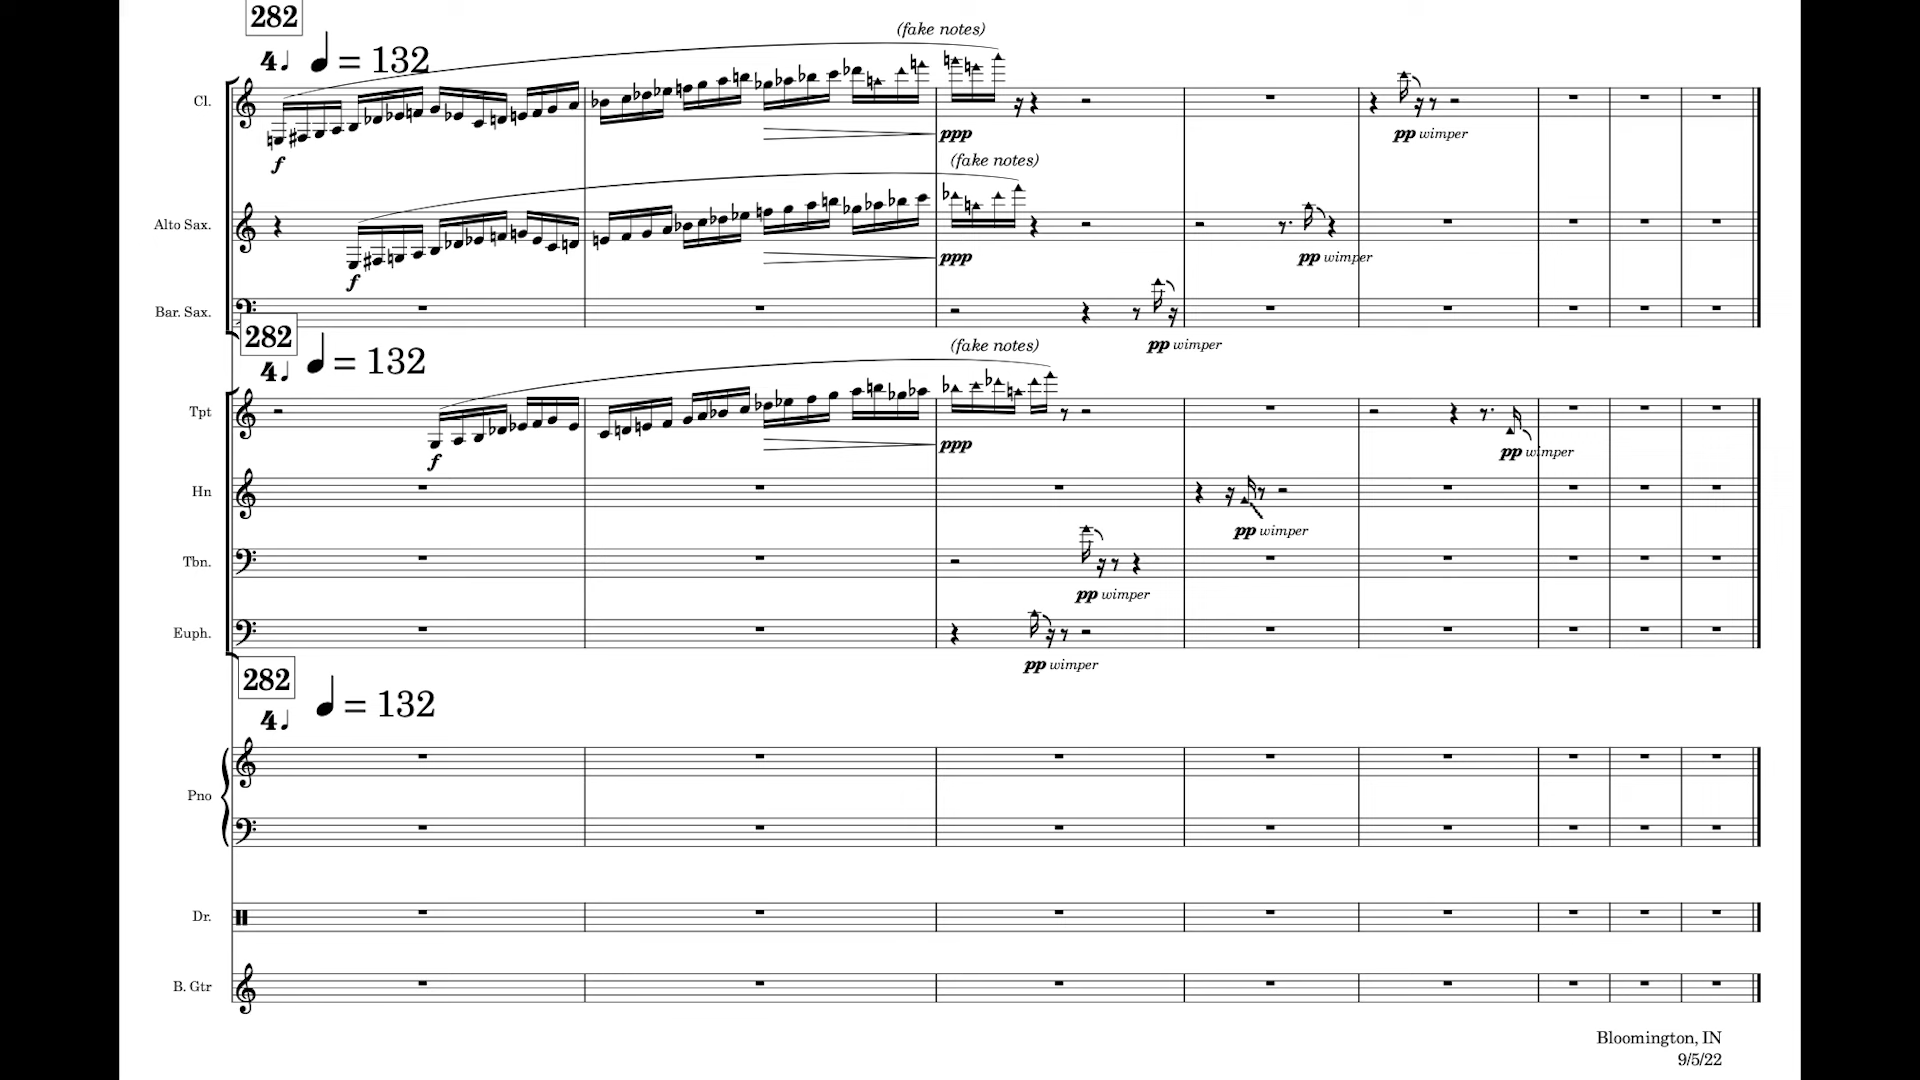 282
4 ♩ ♩ = 132
(fake notes)
Cl.
f
ppp
pp wimper
(fake notes)
Alto Sax.
f
ppp
pp wimper
Bar. Sax.
pp wimper
282
4 ♩ ♩ = 132
(fake notes)
Tpt
f
ppp
pp wimper
Hn
pp wimper
Tbn.
pp wimper
Euph.
pp wimper
282
4 ♩ ♩ = 132
Pno
Dr.
B. Gtr
Bloomington, IN
9/5/22